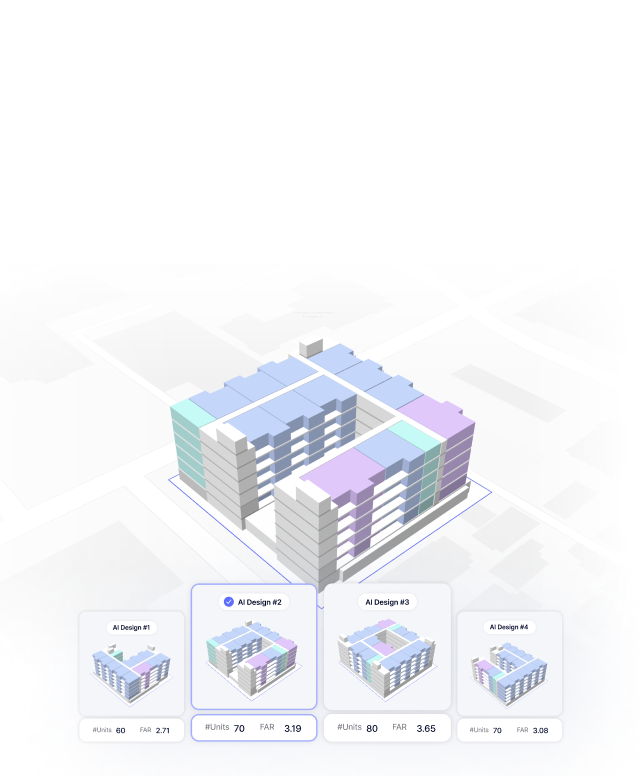 AI Design #2
AI Design #3
AI Design #1
AI Design #4
#Units 60 FAR 2.71
#Units 70 FAR 3.19
#Units 80 FAR 3.65
#Units 70 FAR 3.08